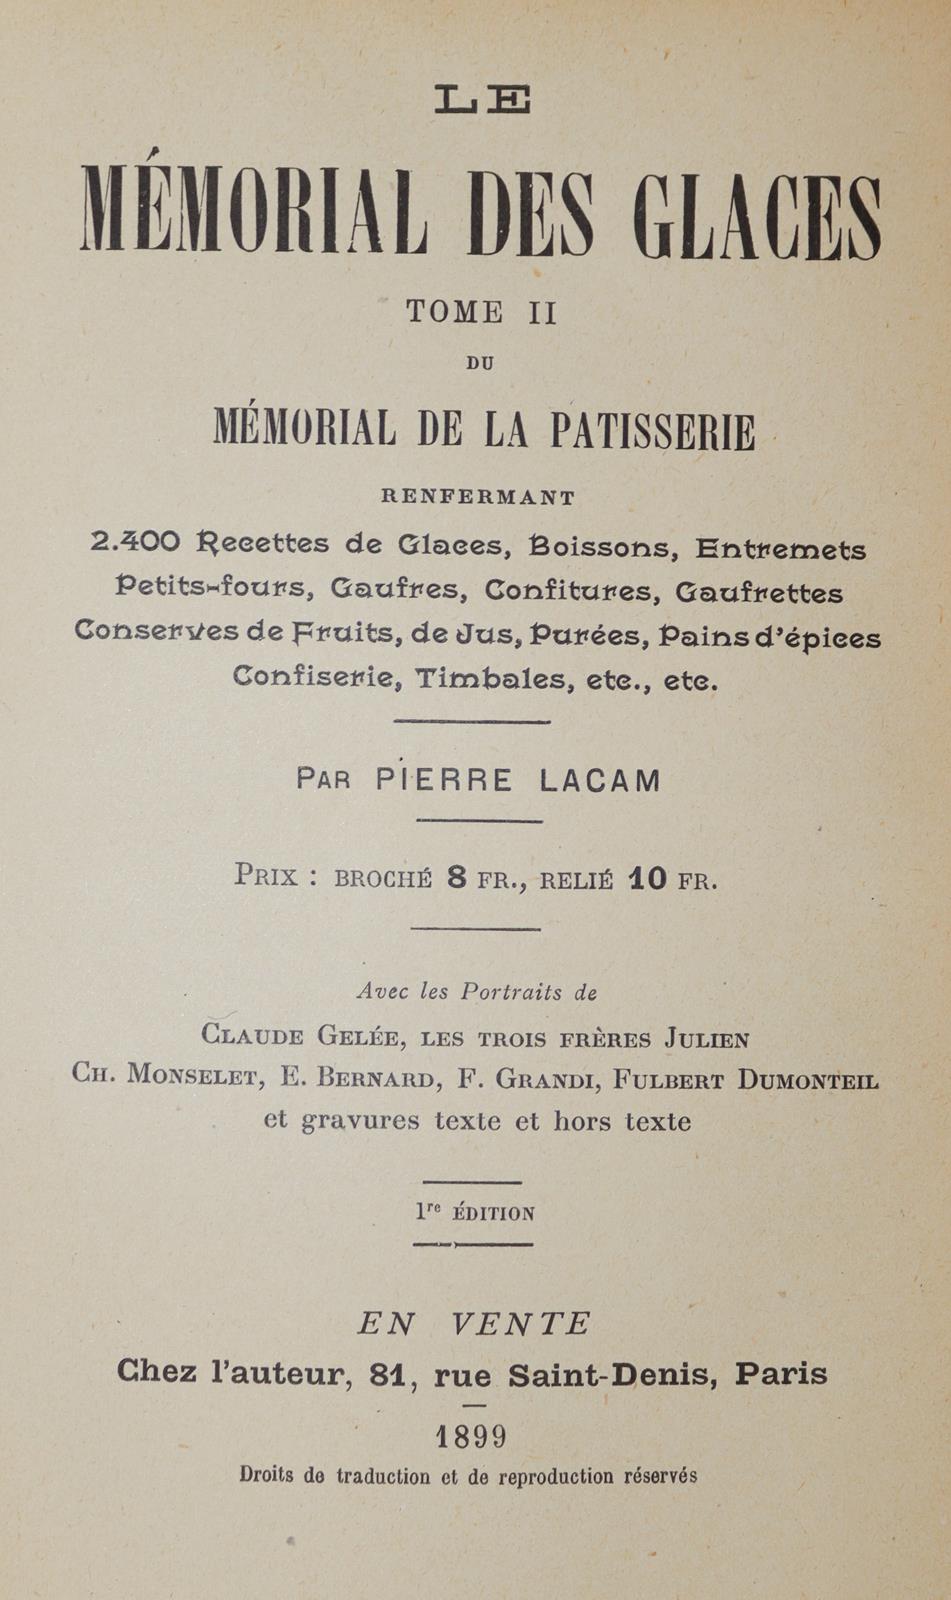 LE
MÉMORIAL DES GLACES
TOME II
DU
MÉMORIAL DE LA PATISSERIE
RENFERMANT
2.400 Recettes de Glaces, Boissons, Entremets
Petits-fours, Gaufres, Confitures, Gaufrettes
Conserves de Fruits, de Jus, Purées, Pains d'épices
Confiserie, Timbales, etc., etc.
PAR PIERRE LACAM
PRIX : BROCHÉ 8 FR., RELIÉ 10 FR.
Avec les Portraits de
CLAUDE GELÉE, LES TROIS FRÈRES JULIEN
CH. MONSELET, E. BERNARD, F. GRANDI, FULBERT DUMONTEIL
et gravures texte et hors texte
1re ÉDITION
EN VENTE
Chez l'auteur, 81, rue Saint-Denis, Paris
1899
Droits de traduction et de reproduction réservés